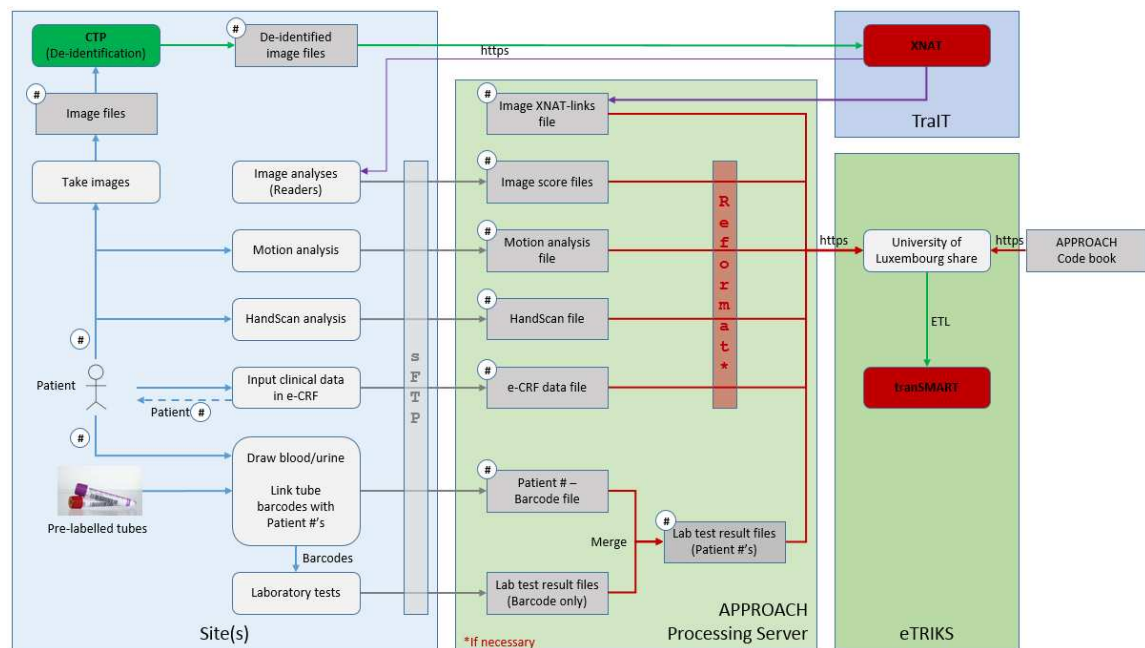 CTP
(De-identification)
#
De-identified
image files
https
XNAT
TraIT
#
Image files
#
Image XNAT-links
file
Take images
Image analyses
(Readers)
#
Image score files
Motion analysis
#
Motion analysis
file
https
University of
Luxembourg share
https
APPROACH
Code book
HandScan analysis
#
HandScan file
ETL
#
Patient
Input clinical data
in e-CRF
Patient #
#
e-CRF data file
tranSMART
sFTP
Reformat*
#
Draw blood/urine
Link tube
barcodes with
Patient #'s
Pre-labelled tubes
#
Patient # –
Barcode file
Merge
#
Lab test result files
(Patient #'s)
Barcodes
Laboratory tests
Lab test result files
(Barcode only)
Site(s)
*If necessary
APPROACH
Processing Server
eTRIKS